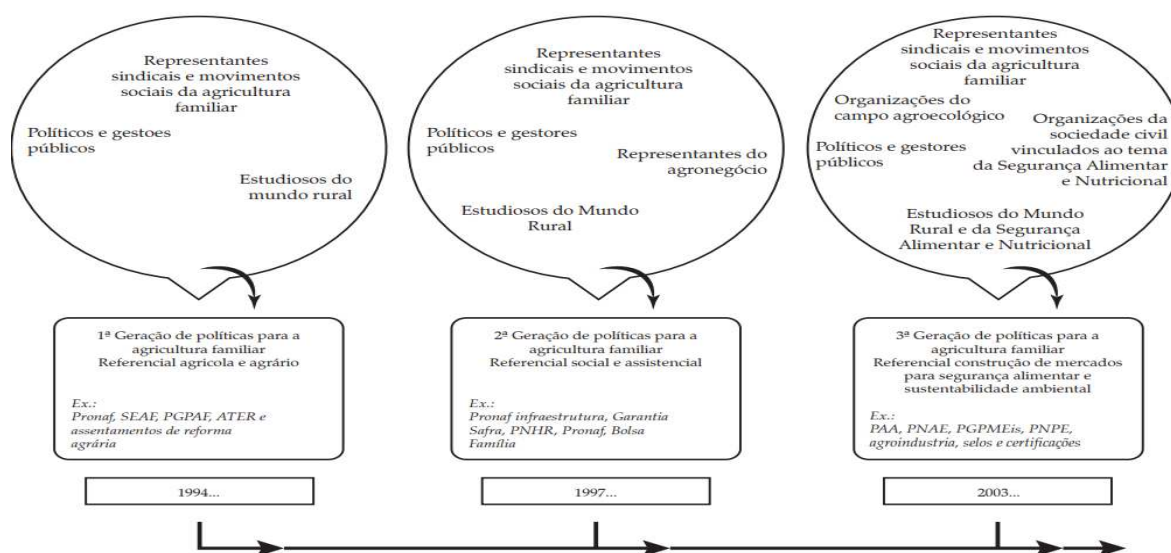 Representantes
sindicais e movimentos
sociais da agricultura
familiar
Políticos e gestoes
públicos
Estudiosos do
mundo rural
1ª Geração de políticas para a
agricultura familiar
Referencial agricola e agrário
Ex.:
Pronaf, SEAF, PGPAF, ATER e
assentamentos de reforma
agrária
1994...
Representantes
sindicais e movimentos
sociais da agricultura
familiar
Políticos e gestores
públicos
Representantes do
agronegócio
Estudiosos do Mundo
Rural
2ª Geração de políticas para a
agricultura familiar
Referencial social e assistencial
Ex.:
Pronaf infraestrutura, Garantia
Safra, PNHR, Pronaf, Bolsa
Família
1997...
Representantes
sindicais e movimentos
sociais da agricultura
familiar
Organizações do
campo agroecológico
Organizações da
sociedade civil
vinculados ao tema
da Segurança Alimentar
e Nutricional
Políticos e gestores
públicos
Estudiosos do Mundo
Rural e da Segurança
Alimentar e Nutricional
3ª Geração de políticas para a
agricultura familiar
Referencial construção de mercados
para segurança alimentar e
sustentabilidade ambiental
Ex.:
PAA, PNAE, PGPMEis, PNPE,
agroindustria, selos e certificações
2003...